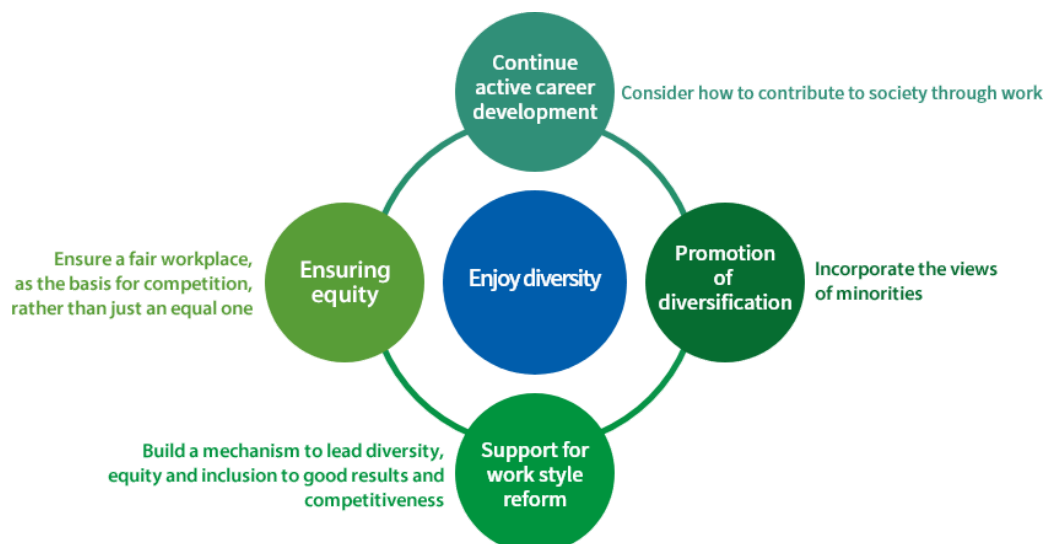 Continue
active career
development
Consider how to contribute to society through work
Ensure a fair workplace,
as the basis for competition,
rather than just an equal one
Ensuring
equity
Enjoy diversity
Promotion
of
diversification
Incorporate the views
of minorities
Build a mechanism to lead diversity,
equity and inclusion to good results and
competitiveness
Support for
work style
reform